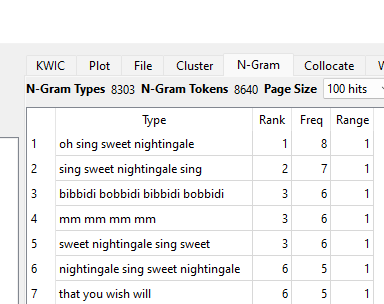 KWIC Plot File Cluster N-Gram Collocate
N-Gram Types 8303 N-Gram Tokens 8640 Page Size 100 hits
Type Rank Freq Range
1 oh sing sweet nightingale 1 8 1
2 sing sweet nightingale sing 2 7 1
3 bibbidi bobbidi bibbidi bobbidi 3 6 1
4 mm mm mm mm 3 6 1
5 sweet nightingale sing sweet 3 6 1
6 nightingale sing sweet nightingale 6 5 1
7 that you wish will 6 5 1